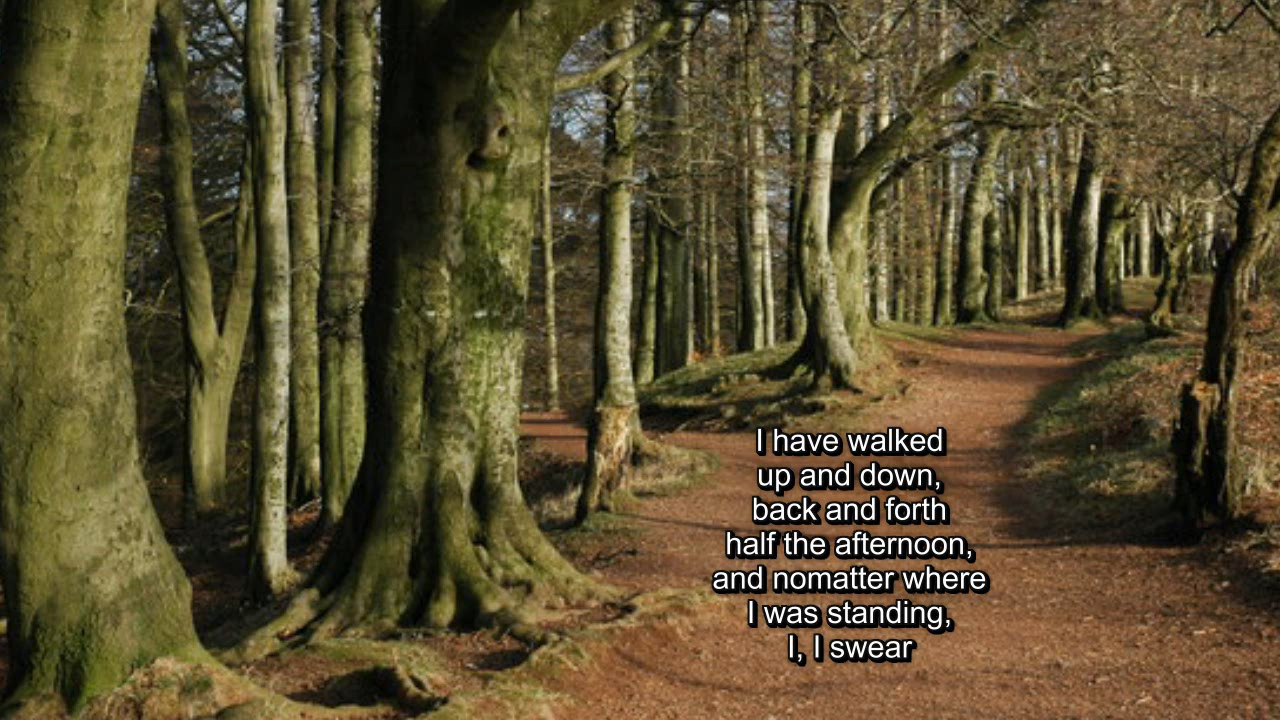 I have walked
up and down,
back and forth
half the afternoon,
and nomatter where
I was standing,
I, I swear